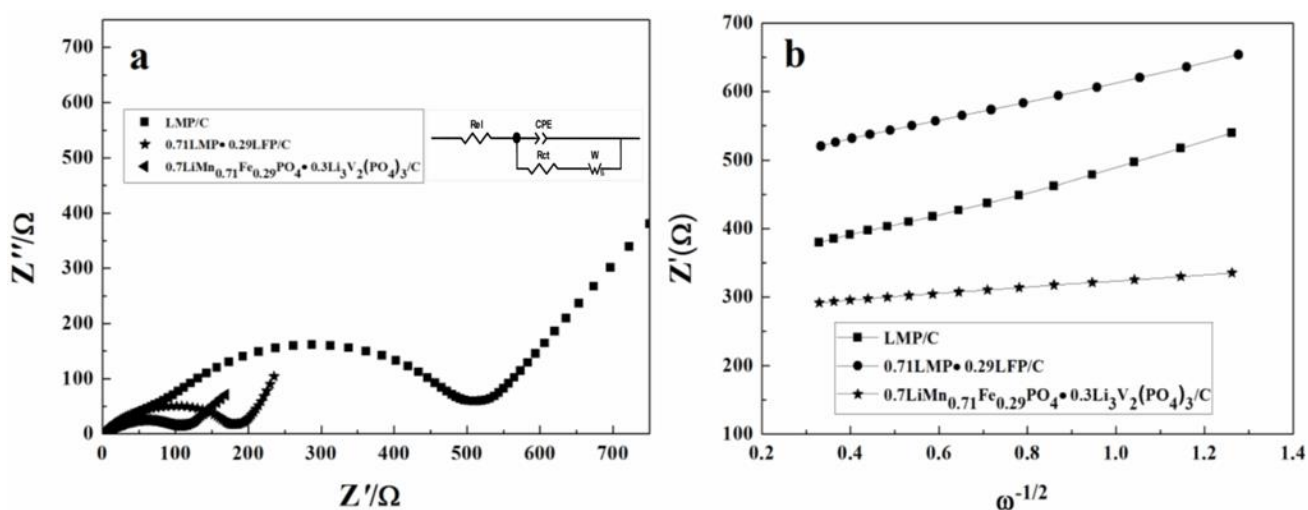 a
700
600
500
400
300
200
100
0
0 100 200 300 400 500 600 700
Z''/Ω
Z'/Ω
LMP/C
0.71LMP•0.29LFP/C
0.7LiMn0.71Fe0.29PO4•0.3Li3V2(PO4)3/C
Rel
CPE
Rct
Ws
b
700
600
500
400
300
200
100
0.2 0.4 0.6 0.8 1.0 1.2 1.4
Z'(Ω)
ω-1/2
LMP/C
0.71LMP•0.29LFP/C
0.7LiMn0.71Fe0.29PO4•0.3Li3V2(PO4)3/C